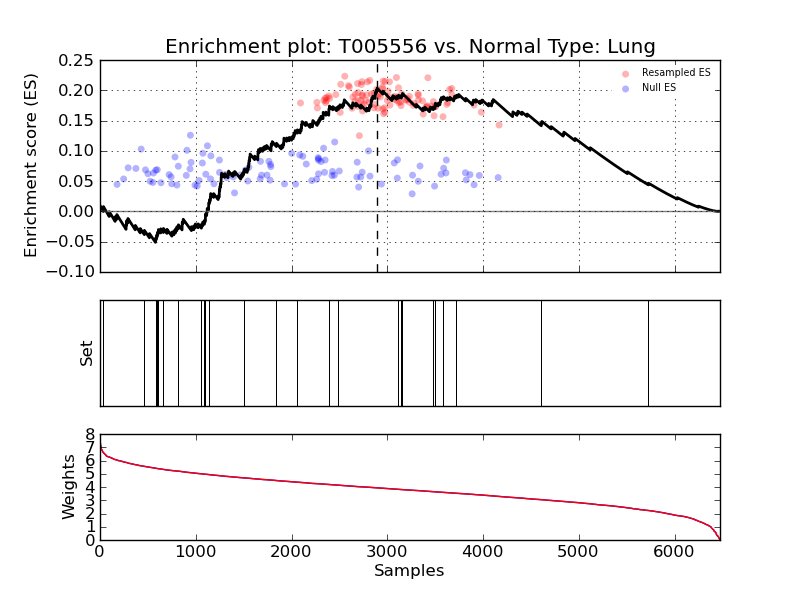 Enrichment plot: T005556 vs. Normal Type: Lung
0.25
0.20
0.15
0.10
0.05
0.00
−0.05
−0.10
Enrichment score (ES)
Resampled ES
Null ES
Set
8
7
6
5
4
3
2
1
0
Weights
0 1000 2000 3000 4000 5000 6000
Samples